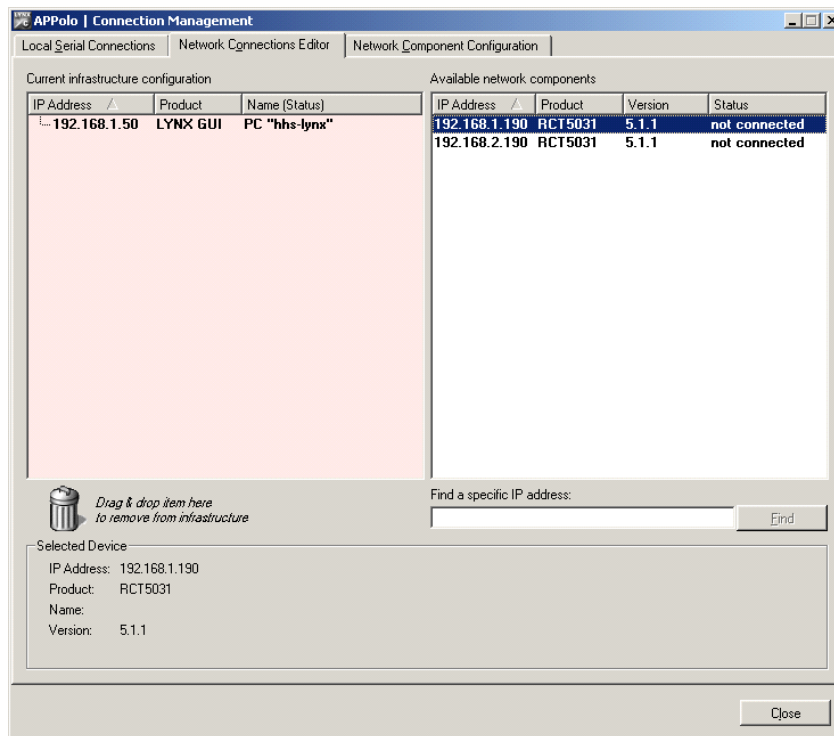 APPolo | Connection Management
Local Serial Connections Network Connections Editor Network Component Configuration
Current infrastructure configuration
IP Address Product Name (Status)
192.168.1.50 LYNX GUI PC "hhs-lynx"
Available network components
IP Address Product Version Status
192.168.1.190 RCT5031 5.1.1 not connected
192.168.2.190 RCT5031 5.1.1 not connected
Drag & drop item here
to remove from infrastructure
Find a specific IP address:
Find
Selected Device
IP Address: 192.168.1.190
Product: RCT5031
Name:
Version: 5.1.1
Close